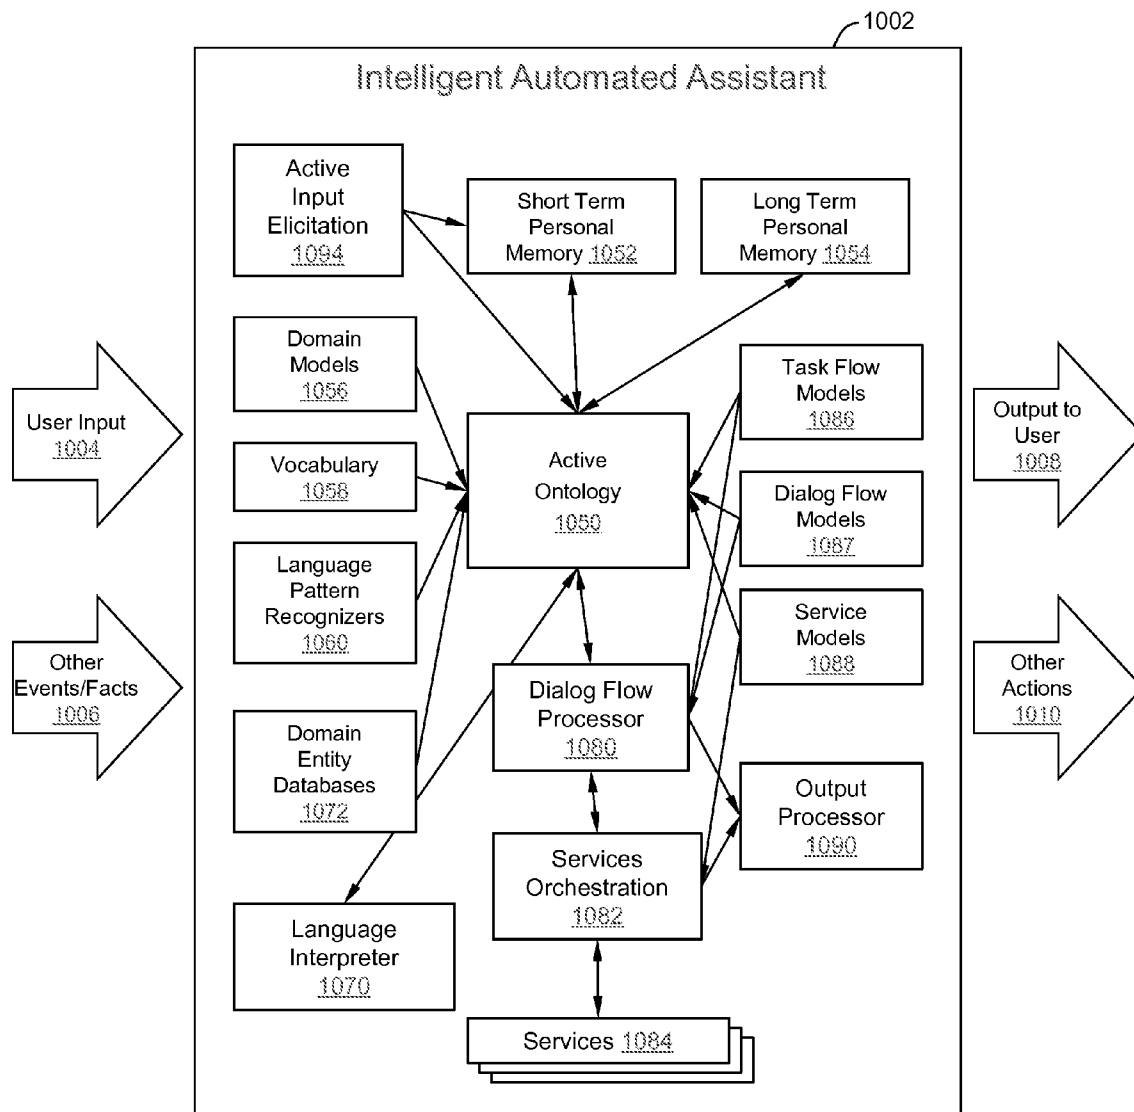 1002
Intelligent Automated Assistant
Active
Input
Elicitation
1094
Short Term
Personal
Memory 1052
Long Term
Personal
Memory 1054
Domain
Models
1056
Task Flow
Models
1086
User Input
1004
Output to
User
1008
Vocabulary
1058
Active
Ontology
1050
Dialog Flow
Models
1087
Language
Pattern
Recognizers
1060
Service
Models
1088
Other
Events/Facts
1006
Other
Actions
1010
Dialog Flow
Processor
1080
Domain
Entity
Databases
1072
Output
Processor
1090
Services
Orchestration
1082
Language
Interpreter
1070
Services 1084